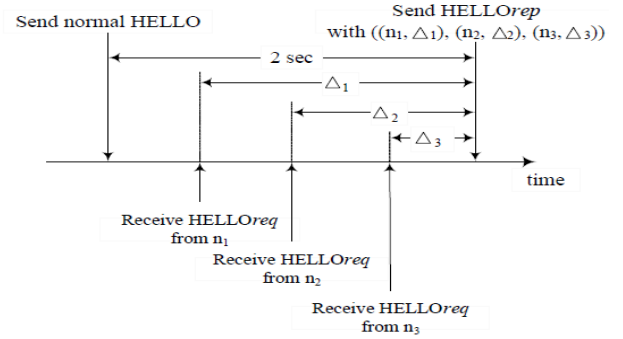 Send normal HELLO
Send HELLOrep
with ((n₁, △₁), (n₂, △₂), (n₃, △₃))
2 sec
△₁
△₂
△₃
time
Receive HELLOreq
from n₁
Receive HELLOreq
from n₂
Receive HELLOreq
from n₃